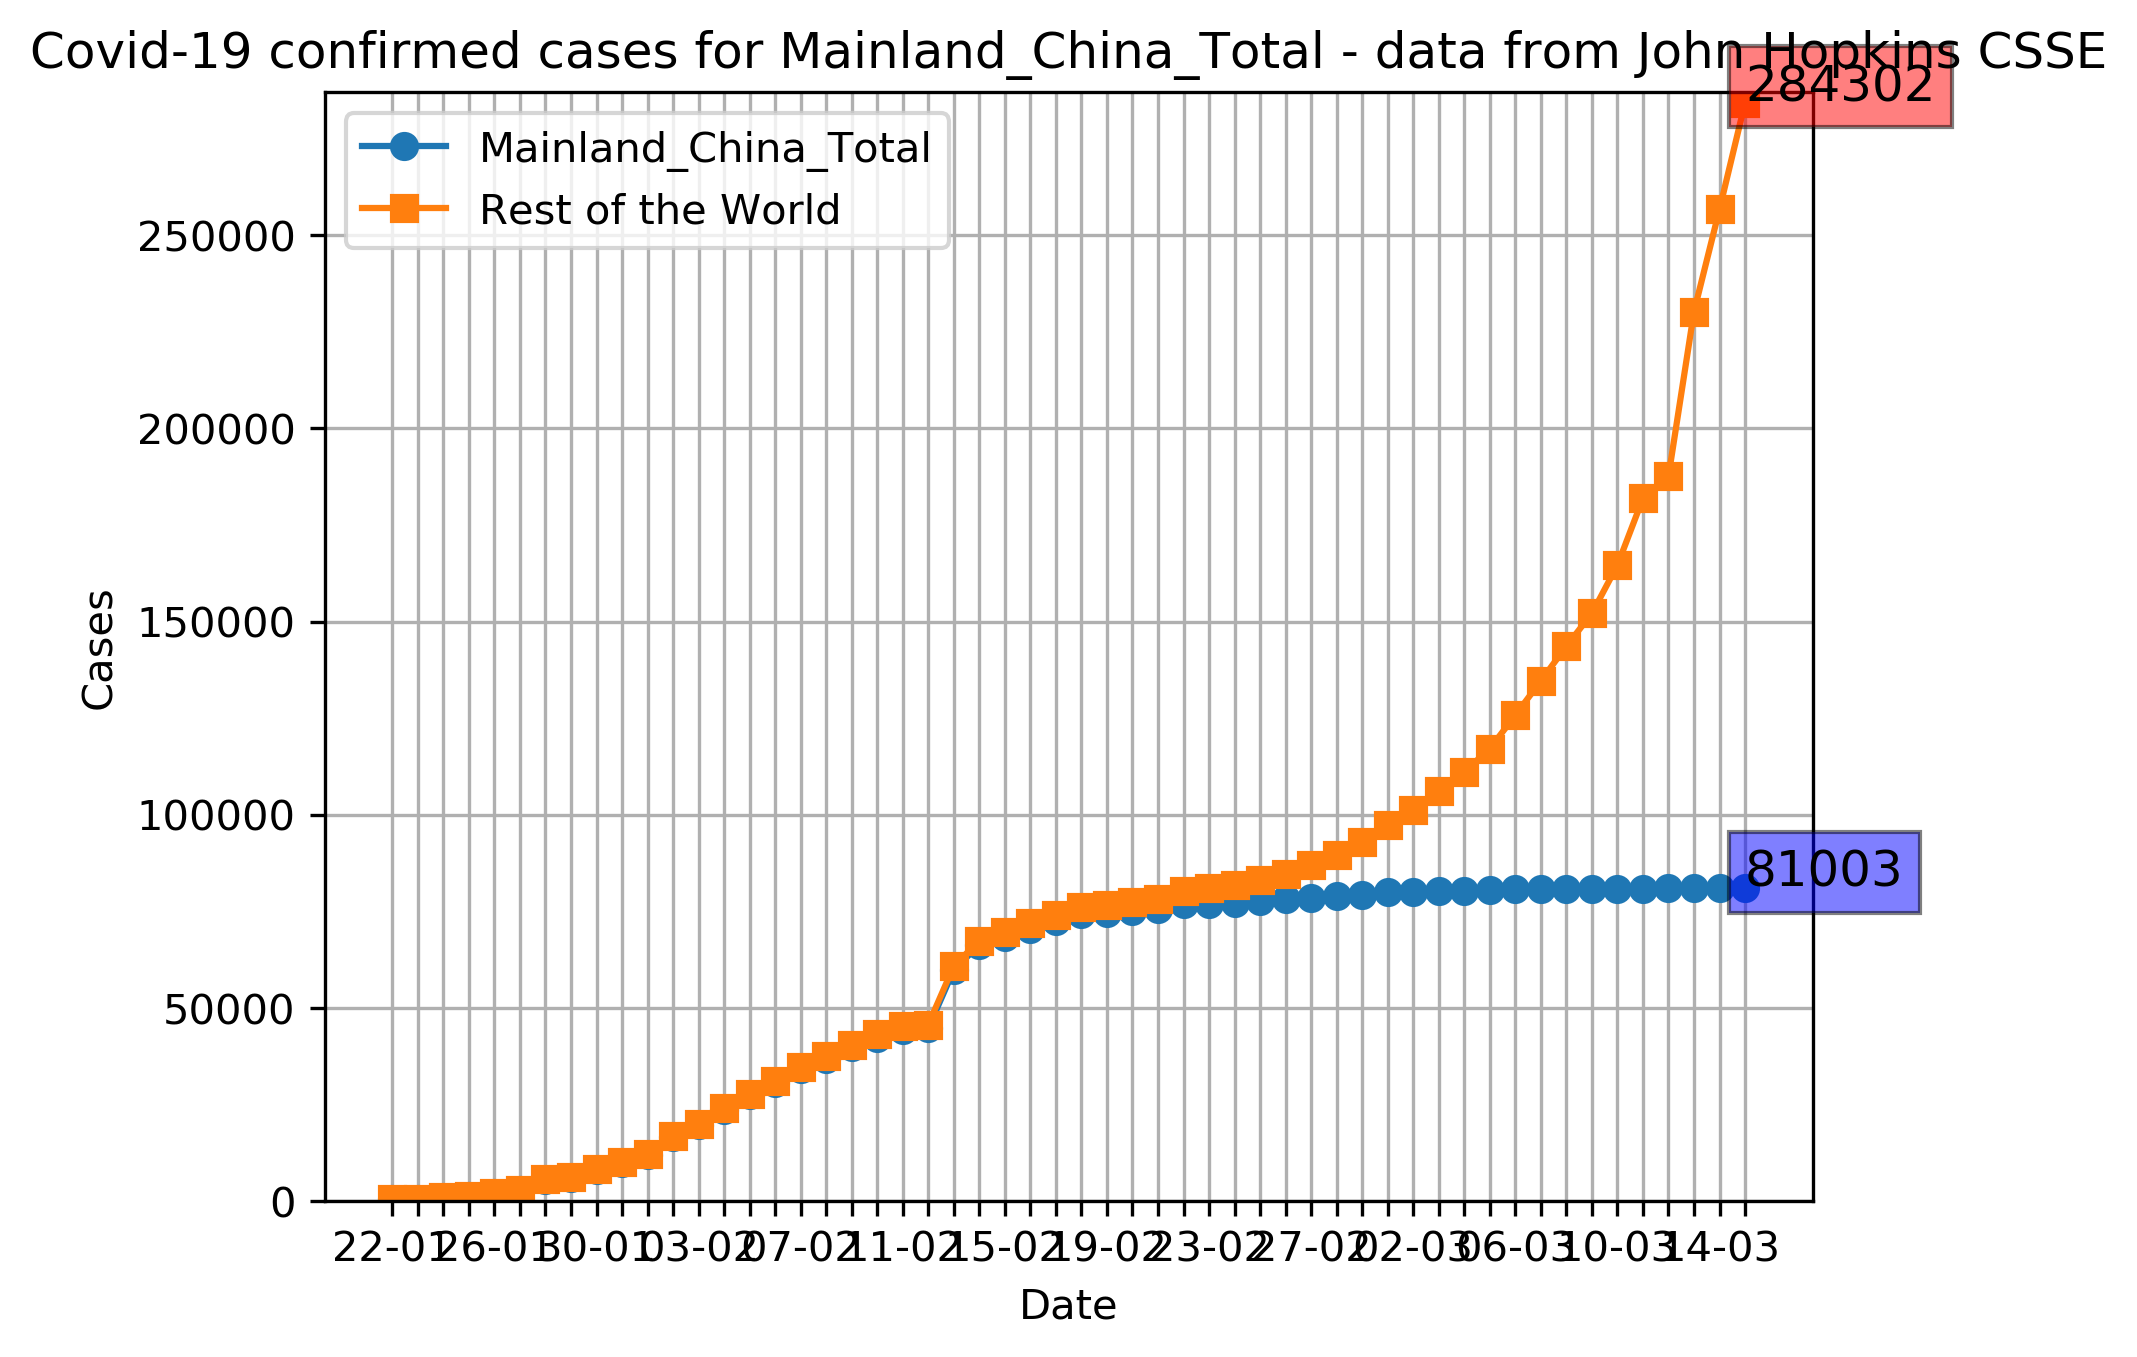 Covid-19 confirmed cases for Mainland_China_Total - data from John Hopkins CSSE
284302
Mainland_China_Total
Rest of the World
250000
200000
150000
100000
50000
0
Cases
81003
22-01 26-01 30-01 03-02 07-02 11-02 15-02 19-02 23-02 27-02 02-03 06-03 10-03 14-03
Date